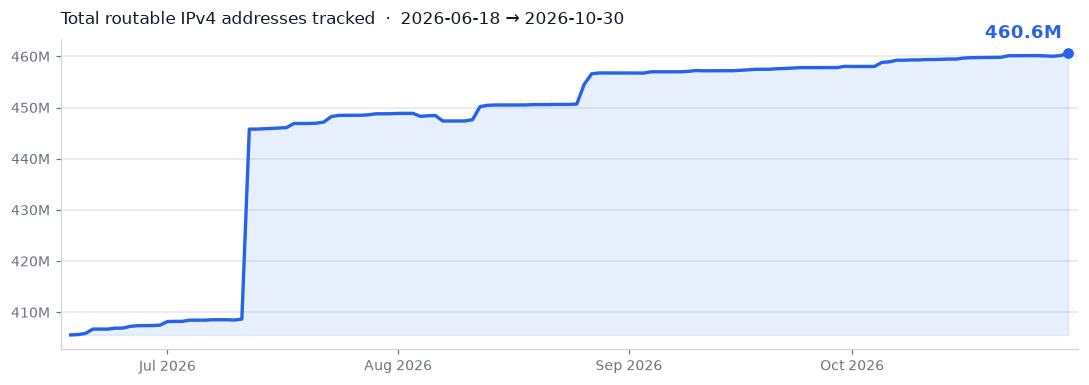 Total routable IPv4 addresses tracked · 2026-06-18 → 2026-10-30
460.6M
460M
450M
440M
430M
420M
410M
Jul 2026
Aug 2026
Sep 2026
Oct 2026